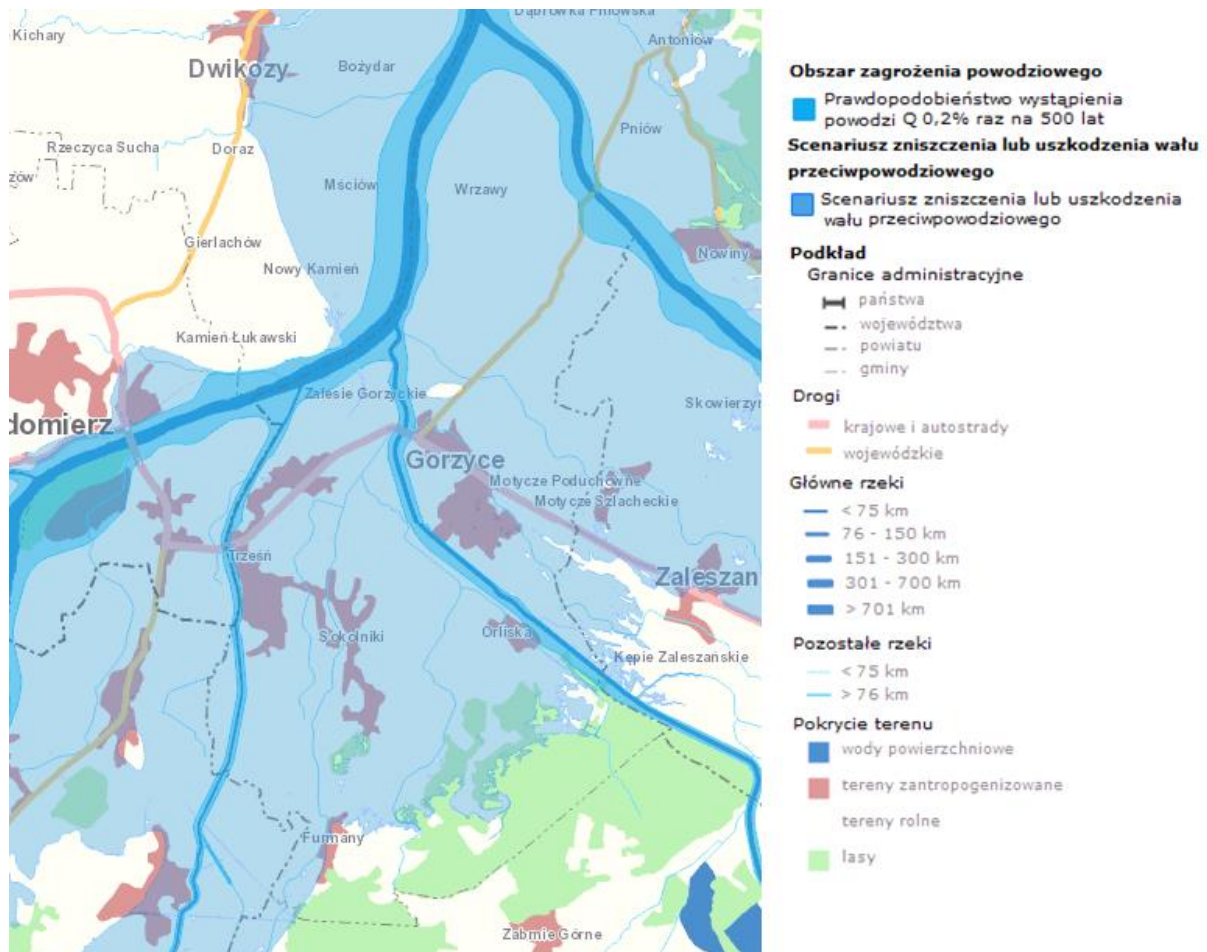 Dąbrówka Pniowska
Kichary
Antoniów
Dwikozy
Bożydar
Pniów
Rzeczyca Sucha
Doraz
zów
Mściów
Wrzawy
Gierlachów
Nowiny
Nowy Kamień
Kamień Łukawski
Zalesie Gorzyckie
Skowierzyn
domierz
Gorzyce
Motycze Poduchowne
Motycze Szlacheckie
Trześń
Zaleszan
Sokolniki
Orliska
Kępie Zaleszańskie
Furmany
Żabmie Górne
Obszar zagrożenia powodziowego
Prawdopodobieństwo wystąpienia
powodzi Q 0,2% raz na 500 lat
Scenariusz zniszczenia lub uszkodzenia wału
przeciwpowodziowego
Scenariusz zniszczenia lub uszkodzenia
wału przeciwpowodziowego
Podkład
Granice administracyjne
państwa
województwa
powiatu
gminy
Drogi
krajowe i autostrady
wojewódzkie
Główne rzeki
< 75 km
76 - 150 km
151 - 300 km
301 - 700 km
> 701 km
Pozostałe rzeki
< 75 km
> 76 km
Pokrycie terenu
wody powierzchniowe
tereny zantropogenizowane
tereny rolne
lasy